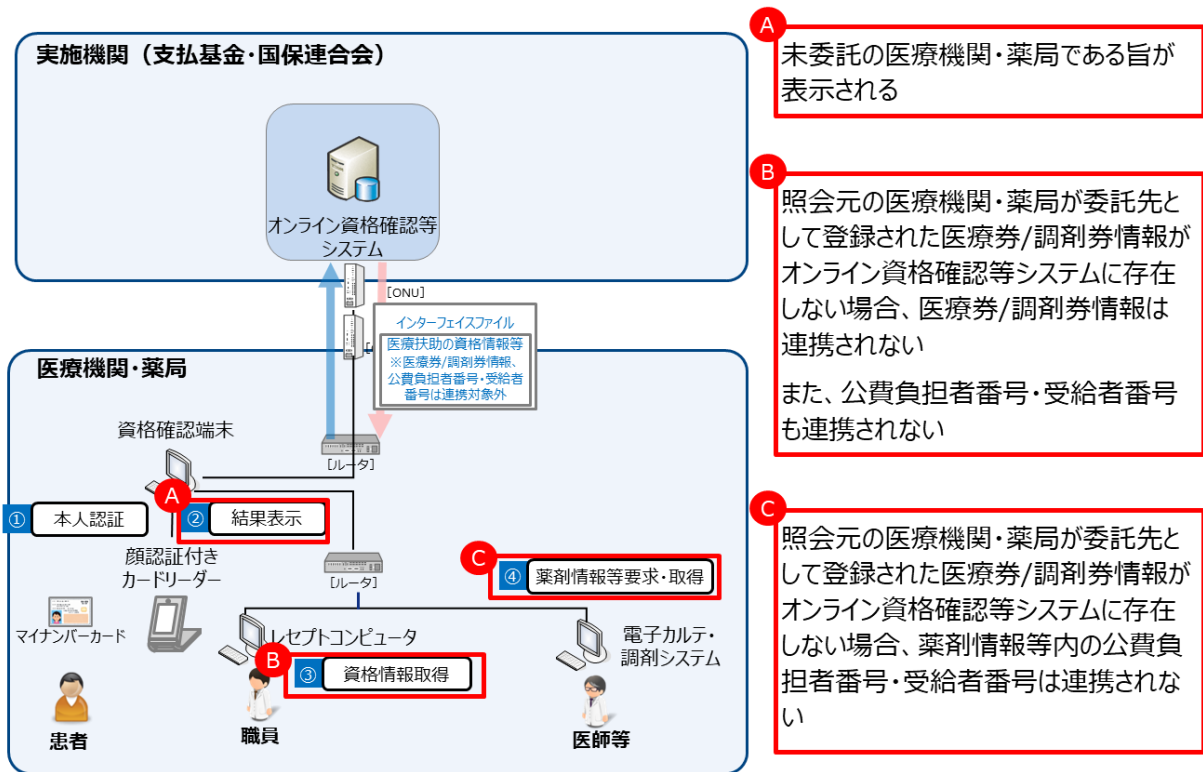 実施機関（支払基金・国保連合会）
オンライン資格確認等
システム
[ONU]
インターフェイスファイル
医療扶助の資格情報等
※医療券/調剤券情報、
公費負担者番号・受給者
番号は連携対象外
医療機関・薬局
資格確認端末
[ルータ]
A
① 本人認証
② 結果表示
顔認証付き
カードリーダー
マイナンバーカード
患者
[ルータ]
C
④ 薬剤情報等要求・取得
レセプトコンピュータ
B
③ 資格情報取得
職員
電子カルテ・
調剤システム
医師等
A
未委託の医療機関・薬局である旨が
表示される
B
照会元の医療機関・薬局が委託先と
して登録された医療券/調剤券情報が
オンライン資格確認等システムに存在
しない場合、医療券/調剤券情報は
連携されない
また、公費負担者番号・受給者番号
も連携されない
C
照会元の医療機関・薬局が委託先と
して登録された医療券/調剤券情報が
オンライン資格確認等システムに存在
しない場合、薬剤情報等内の公費負
担者番号・受給者番号は連携されな
い